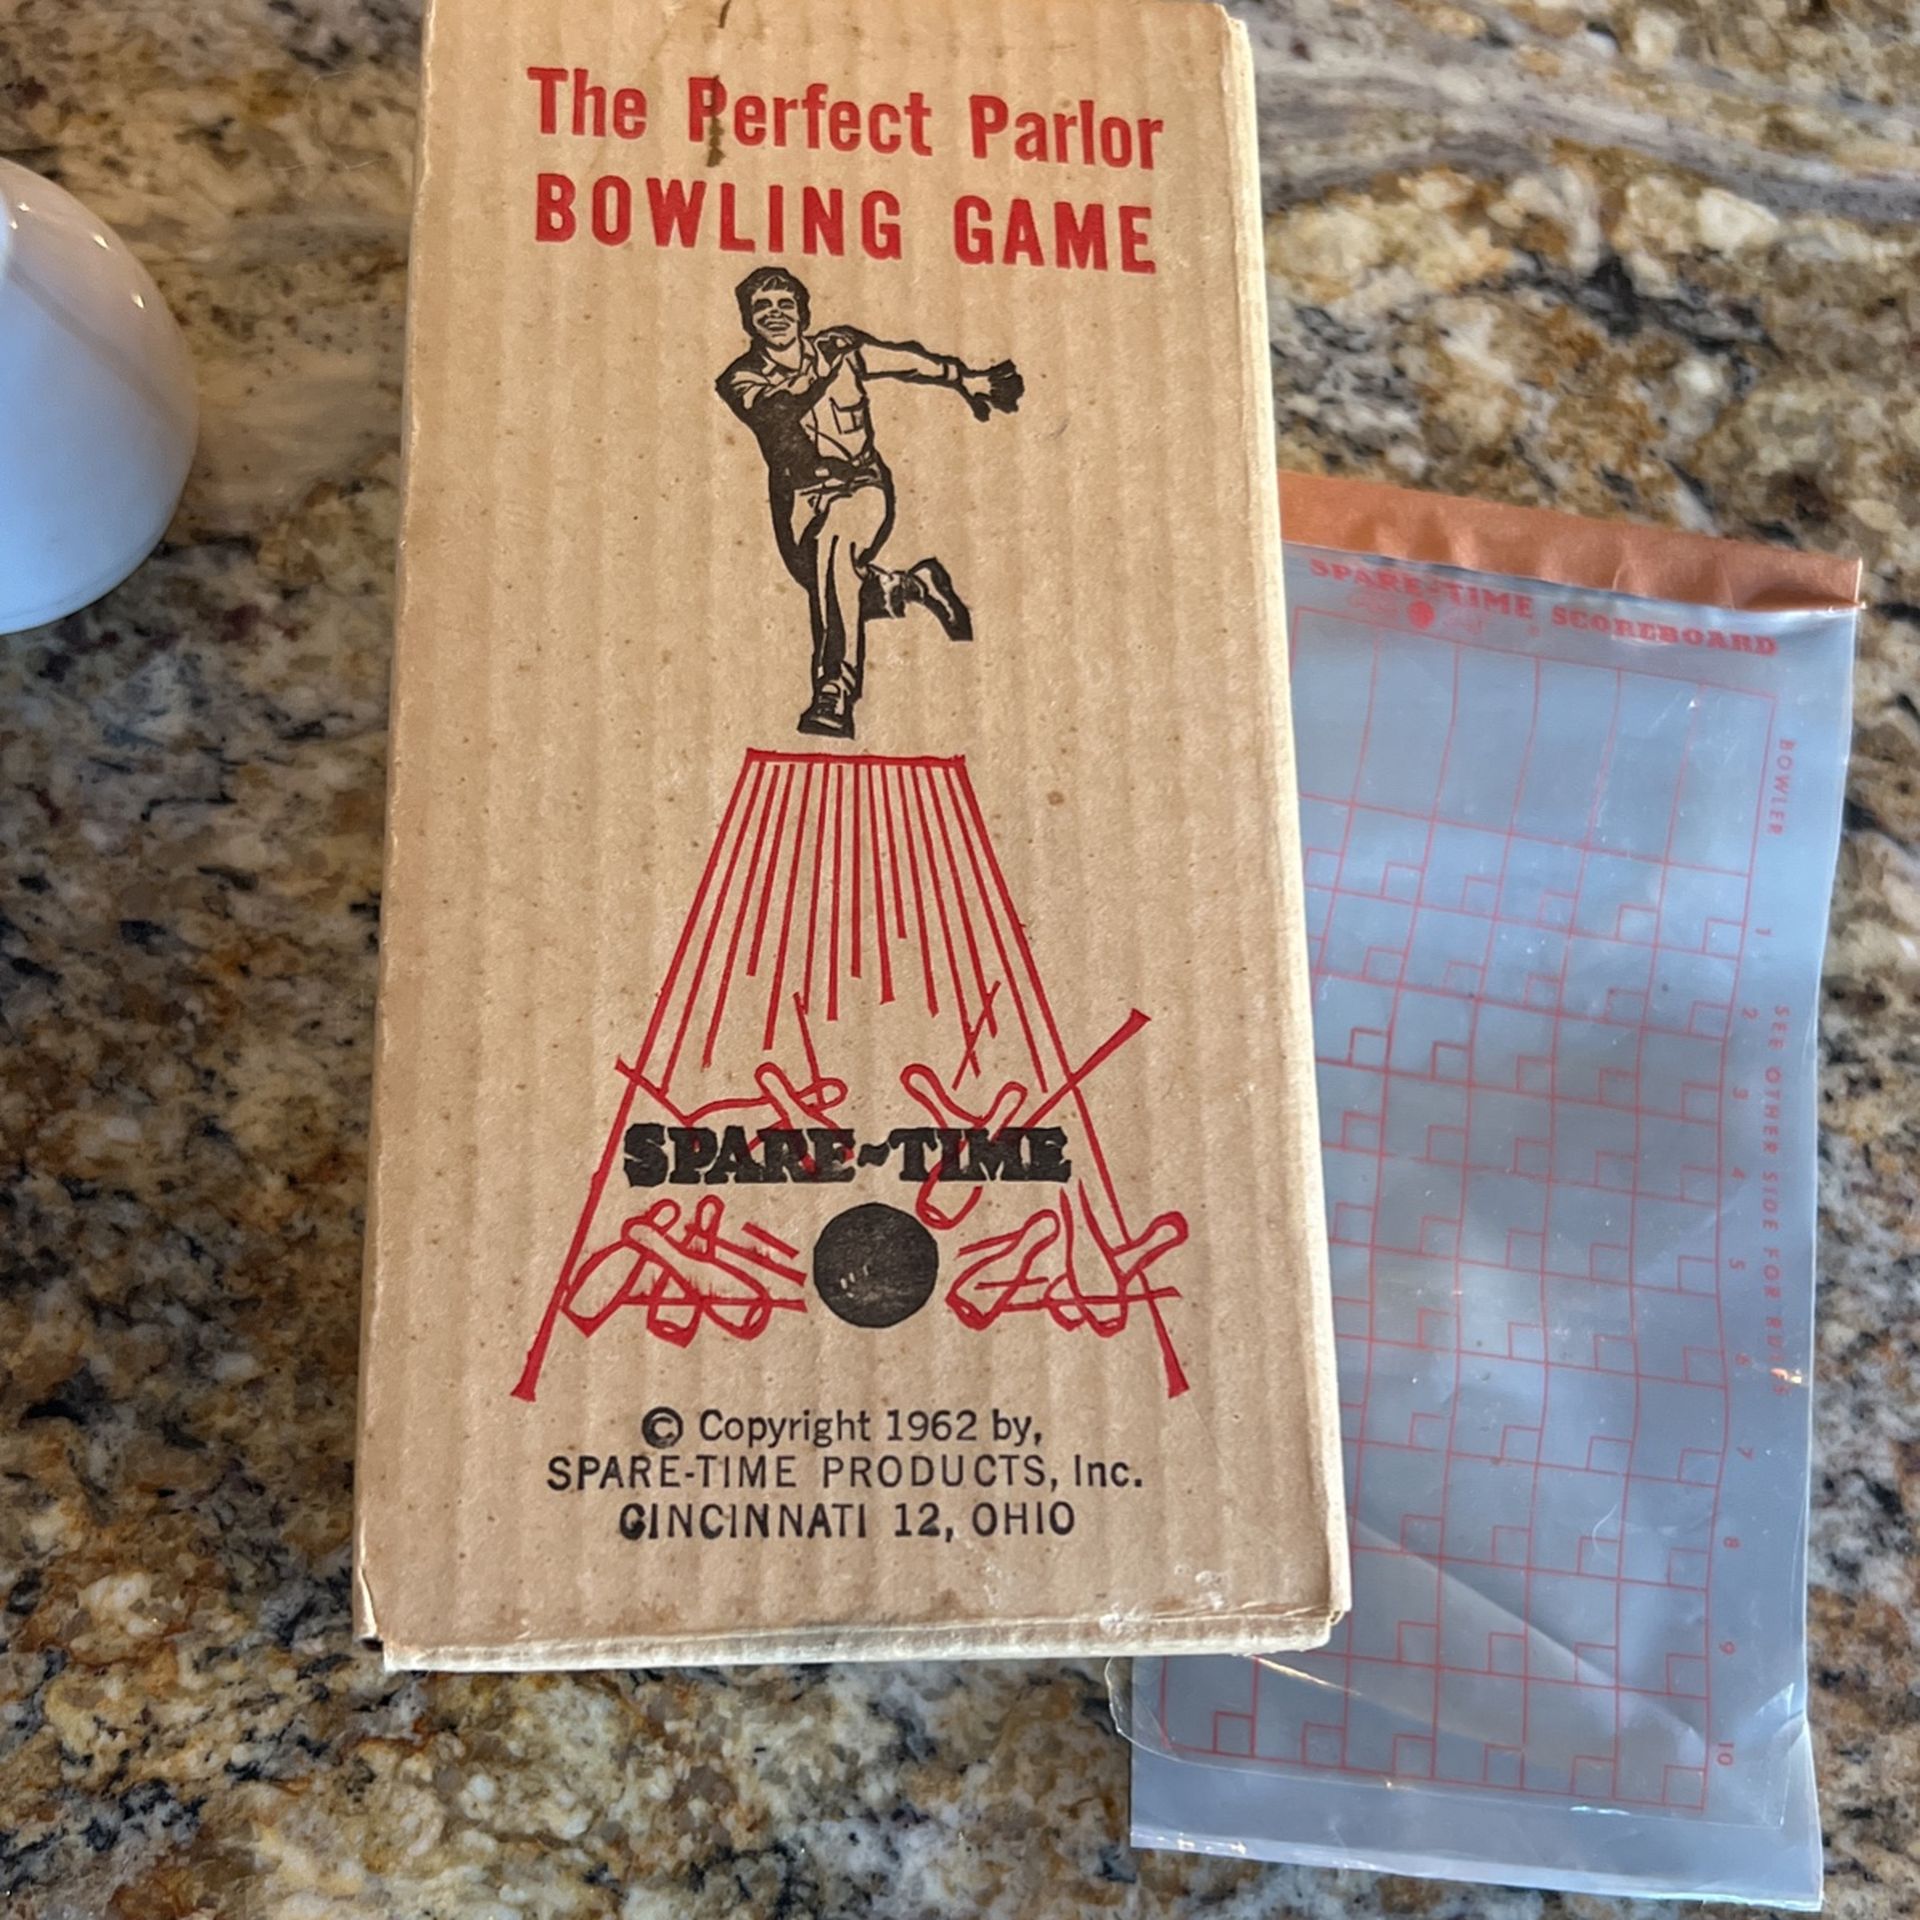 The Perfect Parlor
BOWLING GAME
SPARE-TIME
© Copyright 1962 by,
SPARE-TIME PRODUCTS, Inc.
CINCINNATI 12, OHIO
SPARE-TIME SCOREBOARD
BOWLER
1
2
3
4
5
6
7
8
9
10
SEE OTHER SIDE FOR RULES